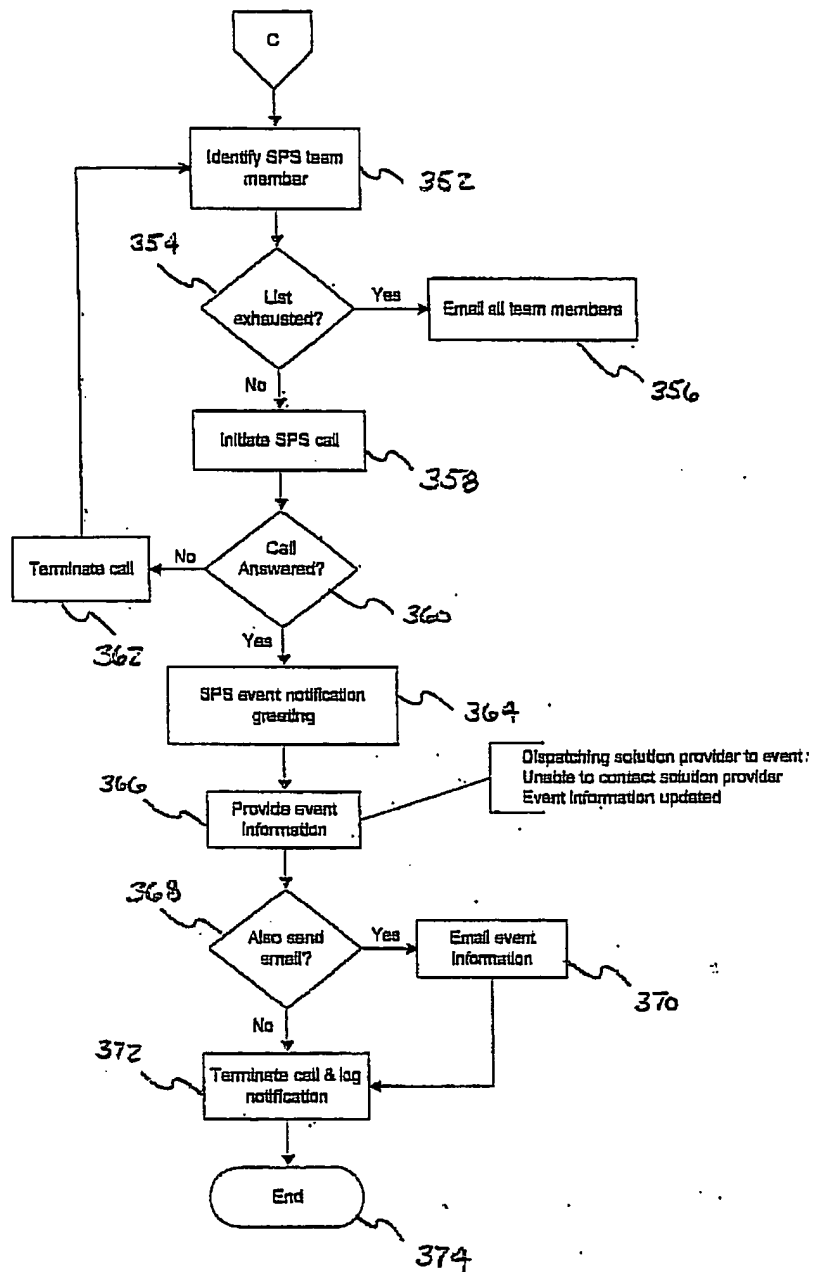 C
Identify SPS team
member
352
354
List
exhausted?
Yes
Email all team members
356
No
Initiate SPS call
358
Call
Answered?
No
Terminate call
360
362
Yes
SPS event notification
greeting
364
Dispatching solution provider to event:
Unable to contact solution provider
Event Information updated
366
Provide event
Information
368
Also send
email?
Yes
Email event
Information
370
No
372
Terminate call & log
notification
End
374